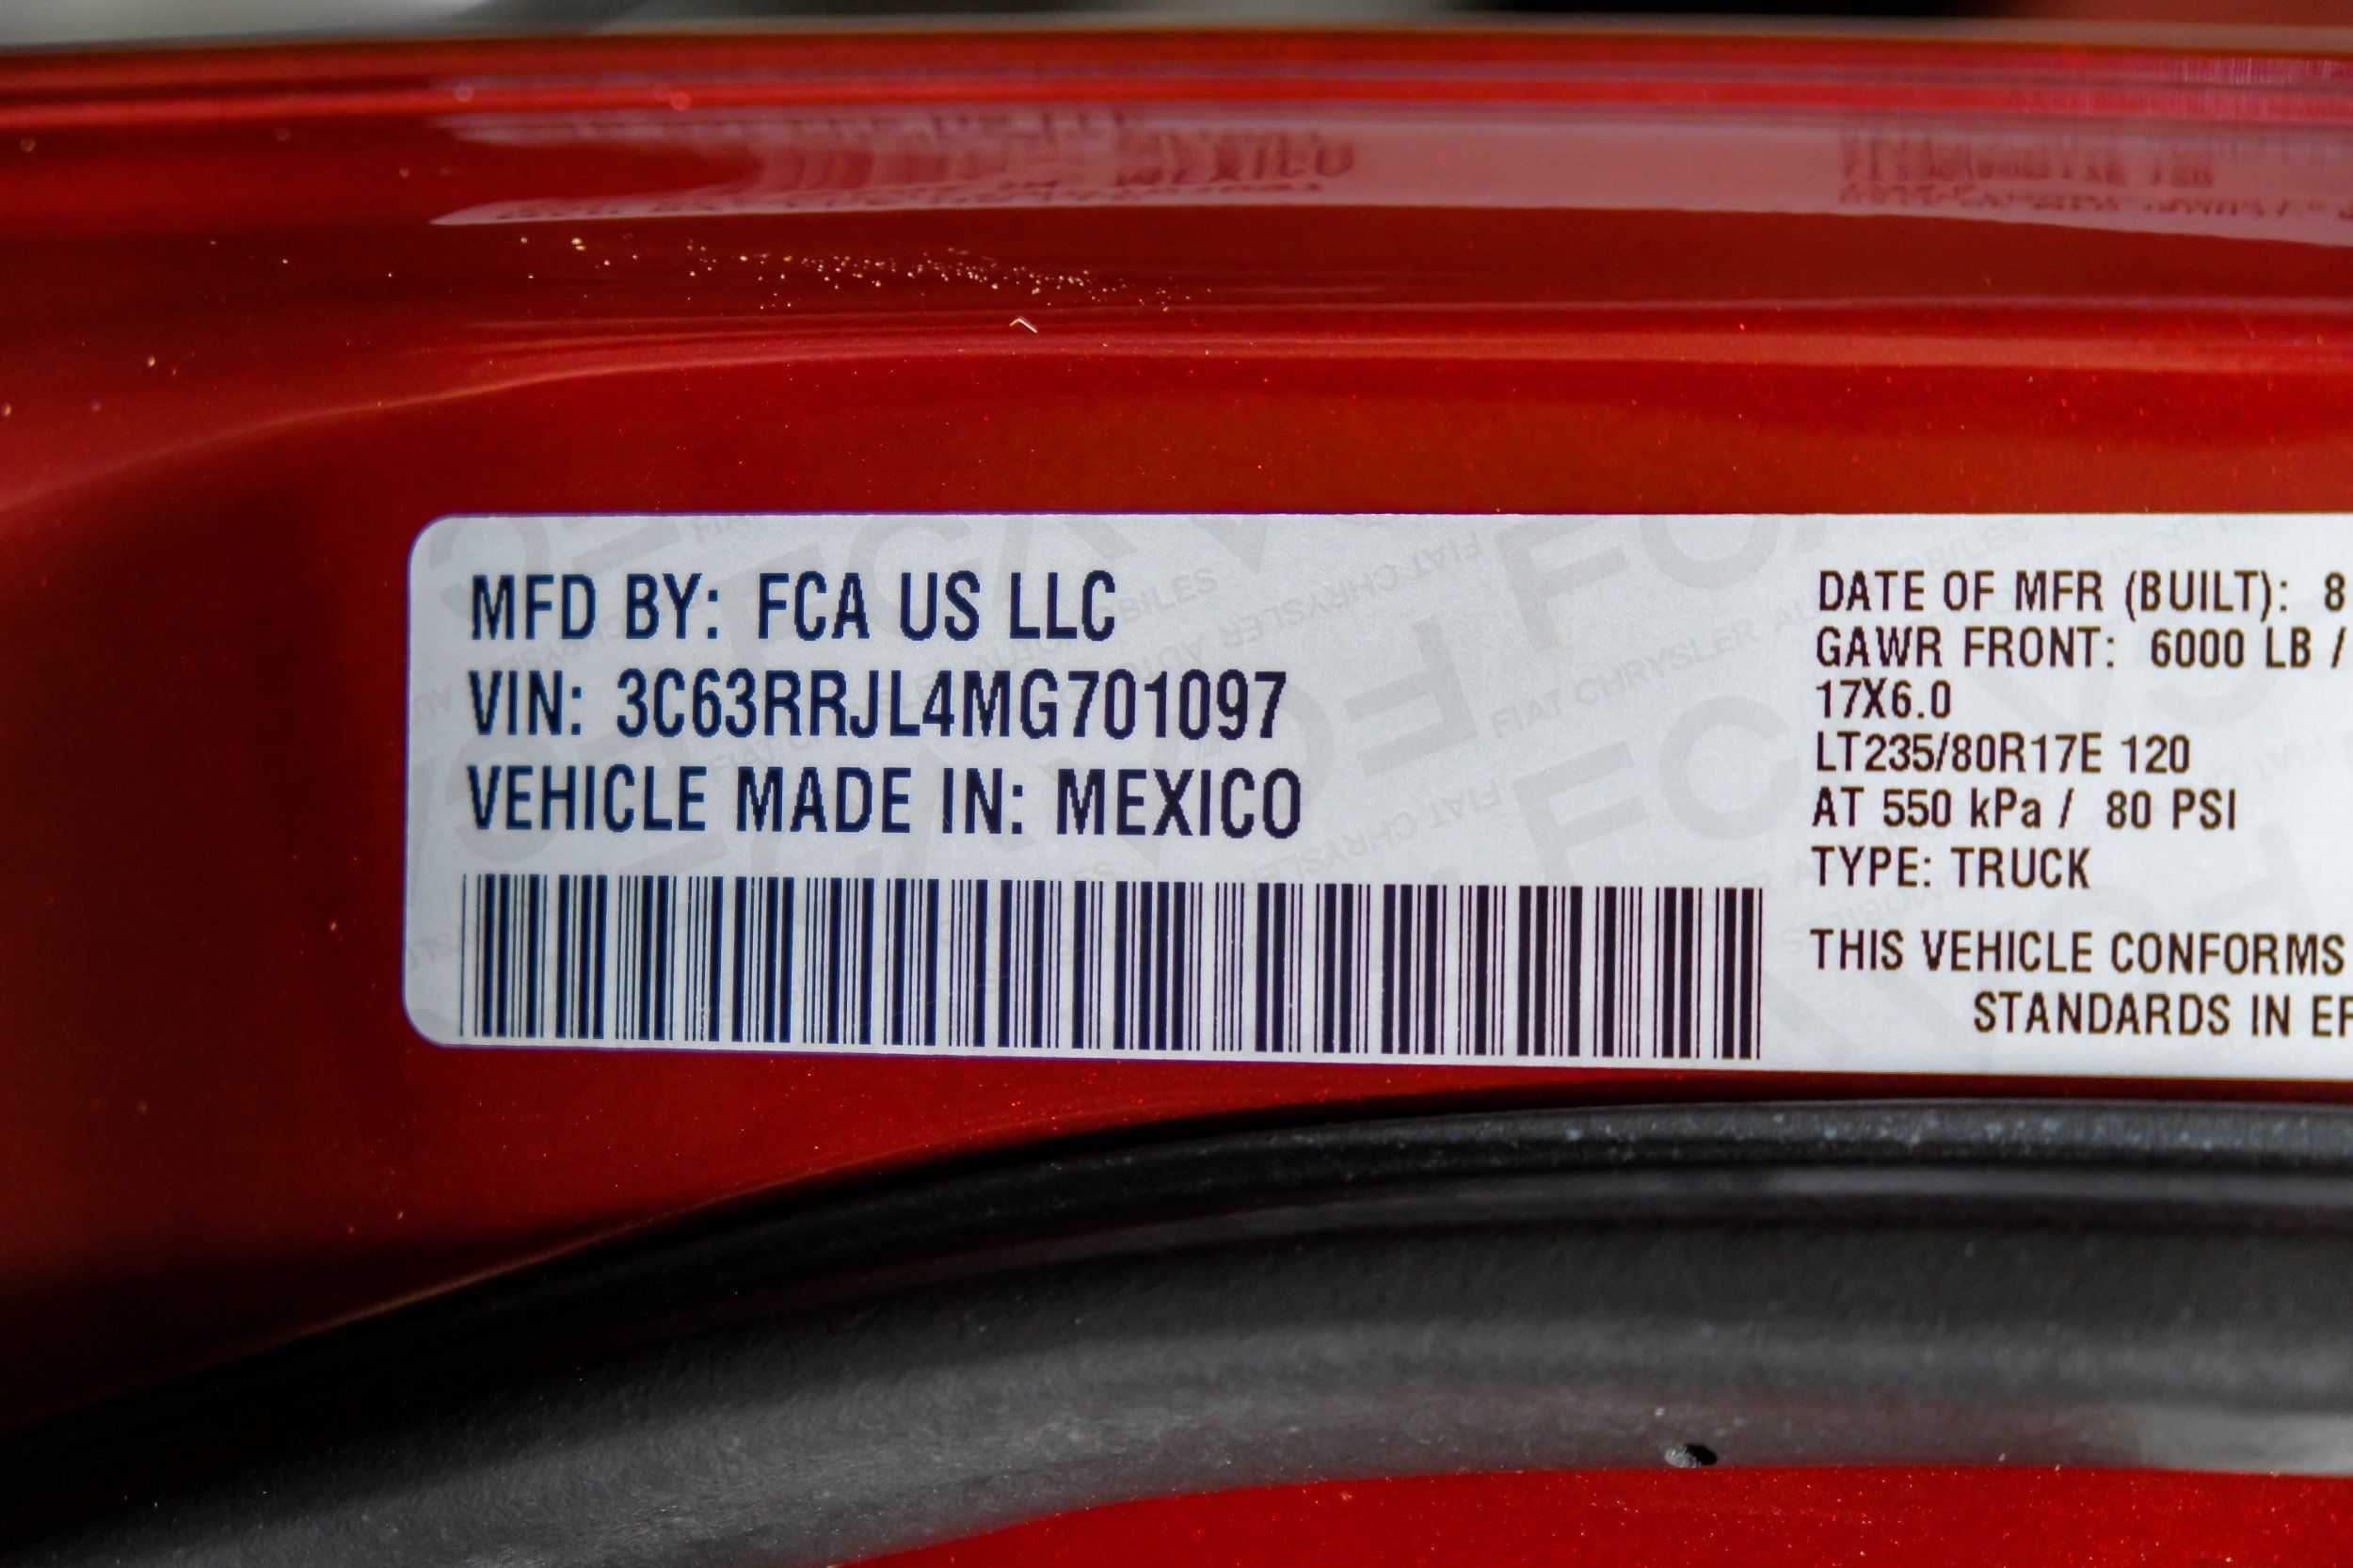 MFD BY: FCA US LLC
VIN: 3C63RRJL4MG701097
VEHICLE MADE IN: MEXICO
DATE OF MFR (BUILT): 8
GAWR FRONT: 6000 LB /
17X6.0
LT235/80R17E 120
AT 550 kPa / 80 PSI
TYPE: TRUCK
THIS VEHICLE CONFORMS
STANDARDS IN